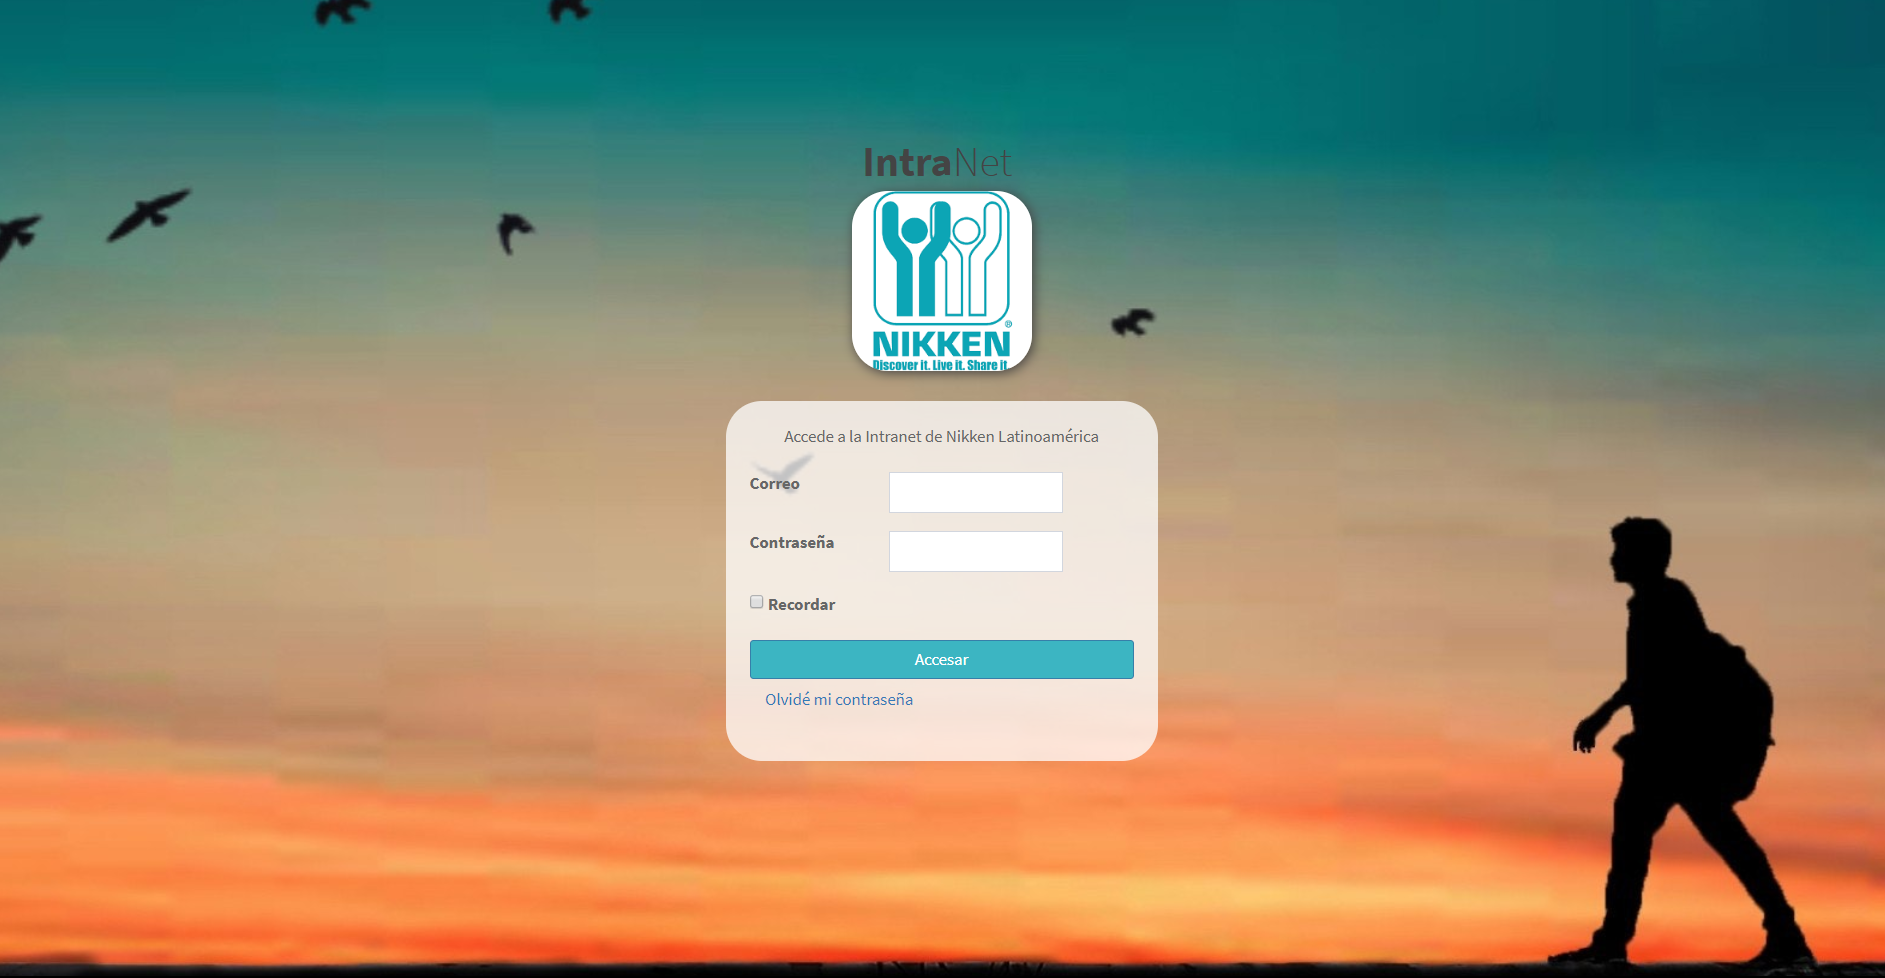 IntraNet
®
NIKKEN
Discover it. Live it. Share it
Accede a la Intranet de Nikken Latinoamérica
Correo
Contraseña
Recordar
Accesar
Olvidé mi contraseña